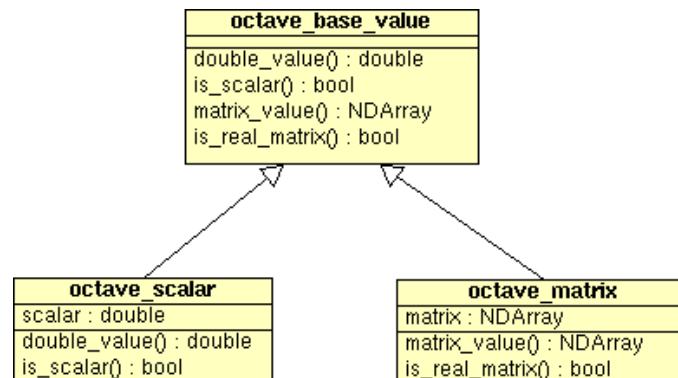 octave_base_value
double_value() : double
is_scalar() : bool
matrix_value() : NDArray
is_real_matrix() : bool
octave_scalar
scalar : double
double_value() : double
is_scalar() : bool
octave_matrix
matrix : NDArray
matrix_value() : NDArray
is_real_matrix() : bool